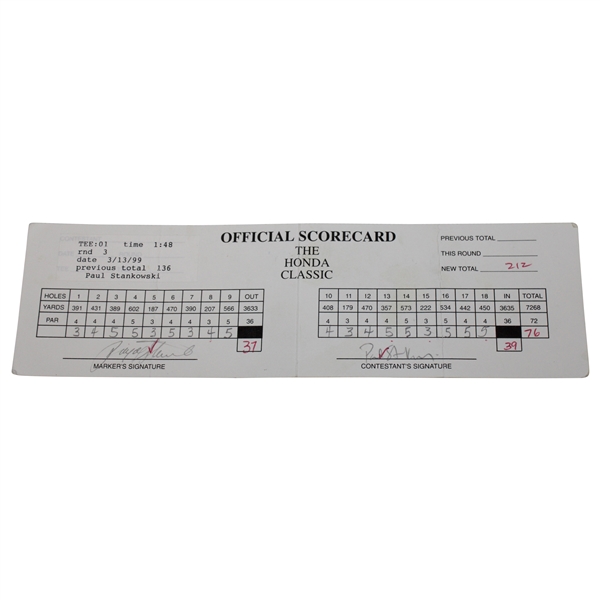 TEE:01 time 1:48
rnd 3
date 3/13/99
previous total 136
Paul Stankowski
OFFICIAL SCORECARD
THE
HONDA
CLASSIC
PREVIOUS TOTAL
THIS ROUND
NEW TOTAL 212
HOLES 1 2 3 4 5 6 7 8 9 OUT
YARDS 391 431 389 602 187 470 390 207 566 3633
PAR 4 4 4 5 3 4 4 3 5 36
3 4 5 5 3 5 3 4 5
37
MARKER'S SIGNATURE
10 11 12 13 14 15 16 17 18 IN TOTAL
408 179 470 357 573 222 534 442 450 3635 7268
4 3 4 4 5 3 5 4 4 36 72
4 3 4 5 5 3 5 5 5 76
39
CONTESTANT'S SIGNATURE